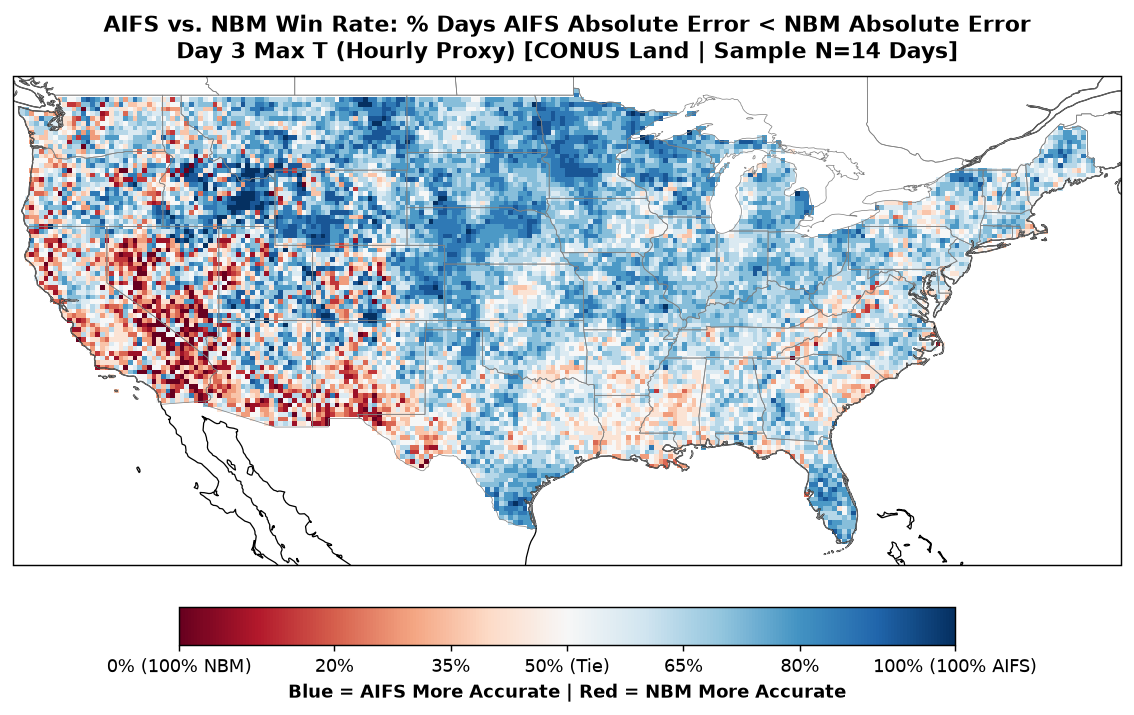 AIFS vs. NBM Win Rate: % Days AIFS Absolute Error < NBM Absolute Error
Day 3 Max T (Hourly Proxy) [CONUS Land | Sample N=14 Days]
0% (100% NBM) 20% 35% 50% (Tie) 65% 80% 100% (100% AIFS)
Blue = AIFS More Accurate | Red = NBM More Accurate